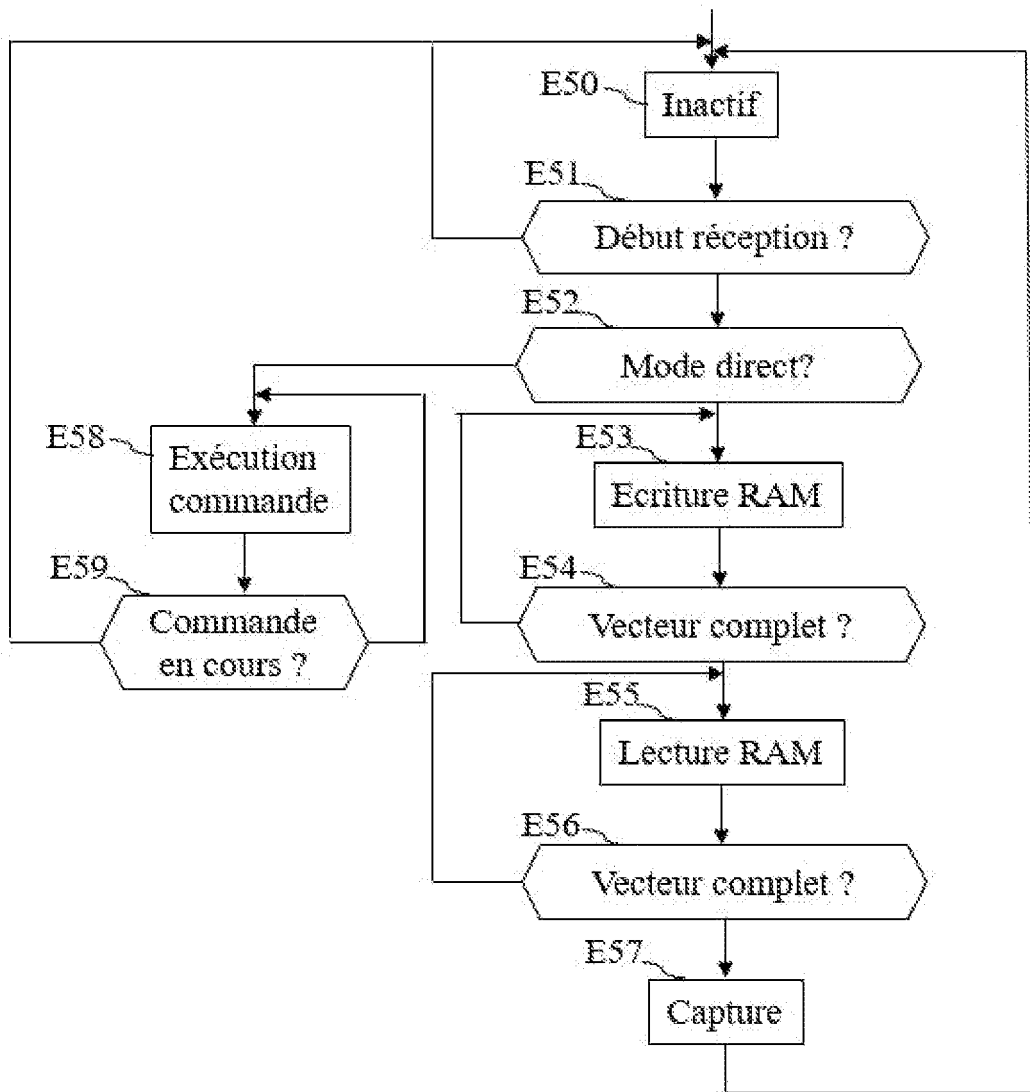 E50
Inactif
E51
Début réception ?
E52
Mode direct?
E53
Ecriture RAM
E54
Vecteur complet ?
E55
Lecture RAM
E56
Vecteur complet ?
E57
Capture
E58
Exécution
commande
E59
Commande
en cours ?